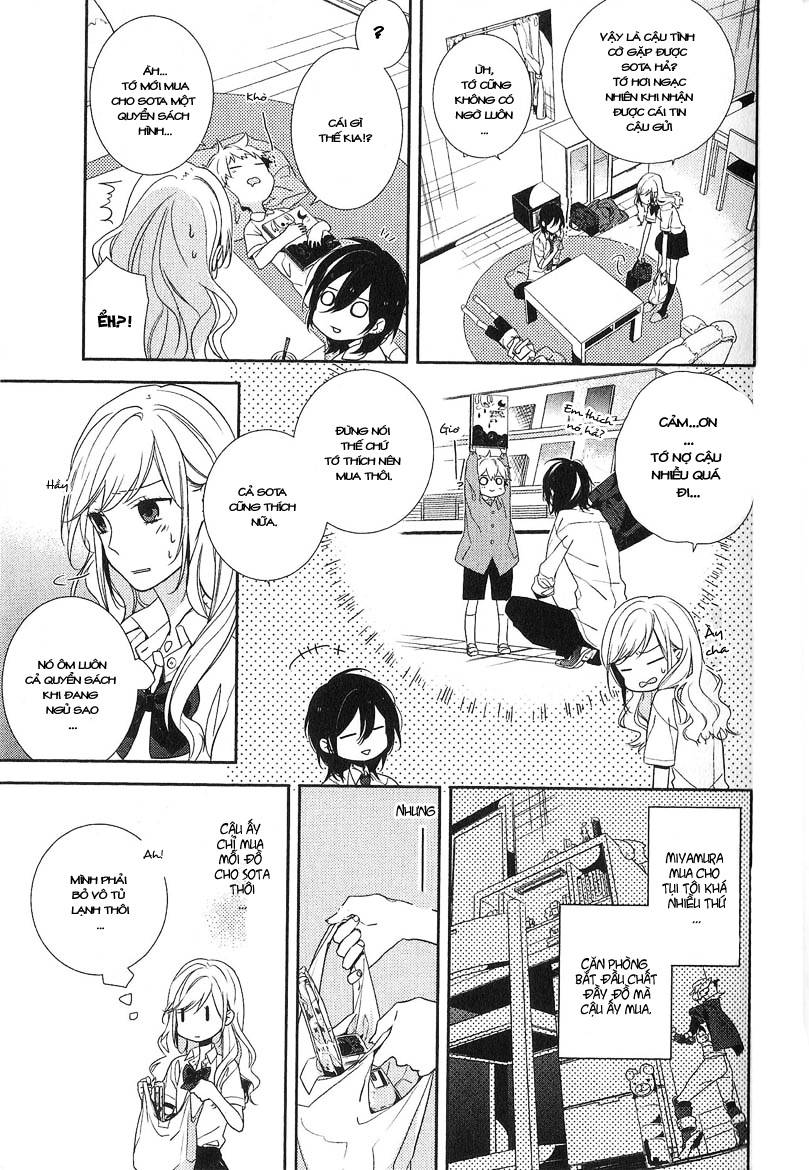 VẬY LÀ CẬU TÌNH
CỜ GẶP ĐƯỢC
SOTA HẢ?
TỚ HƠI NGẠC
NHIÊN KHI NHẬN
ĐƯỢC CÁI TIN
CẬU GỬI
ỪH,
TỚ CŨNG
KHÔNG CÓ
NGỜ LUÔN
...
?
CÁI GÌ
THẾ KIA!?
Khò
ÁH...
TỚ MỚI MUA
CHO SOTA MỘT
QUYỂN SÁCH
HÌNH...
ỂH?!
CẢM...ƠN
...
TỚ NỢ CẬU
NHIỀU QUÁ
ĐI...
Em thích
nó, hả?
Giơ
Ầy
cha
ĐỪNG NÓI
THẾ CHỨ
TỚ THÍCH NÊN
MUA THÔI.
CẢ SOTA
CŨNG THÍCH
NỮA.
Hầy
NÓ ÔM LUÔN
CẢ QUYỂN SÁCH
KHI ĐANG
NGỦ SAO
...
MIYAMURA
MUA CHO
TỤI TÔI KHÁ
NHIỀU THỨ
...
CĂN PHÒNG
BẮT ĐẦU CHẤT
ĐẦY ĐỒ MÀ
CẬU ẤY MUA.
NHƯNG
CẬU ẤY
CHỈ MUA
MỖI ĐỒ
CHO SOTA
THÔI
...
Ah!
MÌNH PHẢI
BỎ VÔ TỦ
LẠNH THÔI
...